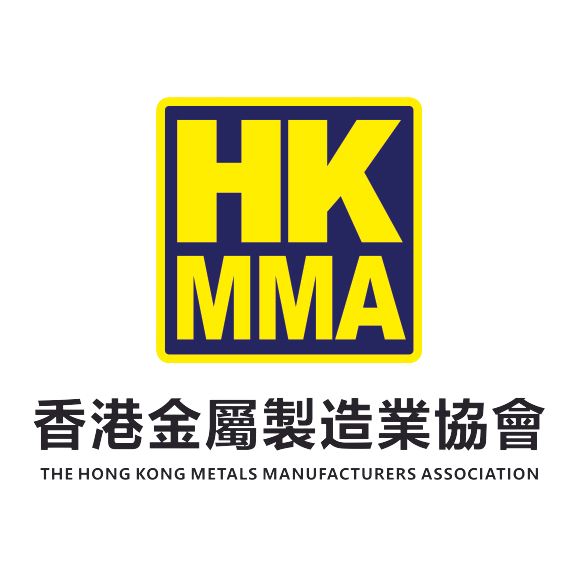 HK
MMA
香港金屬製造業協會
THE HONG KONG METALS MANUFACTURERS ASSOCIATION